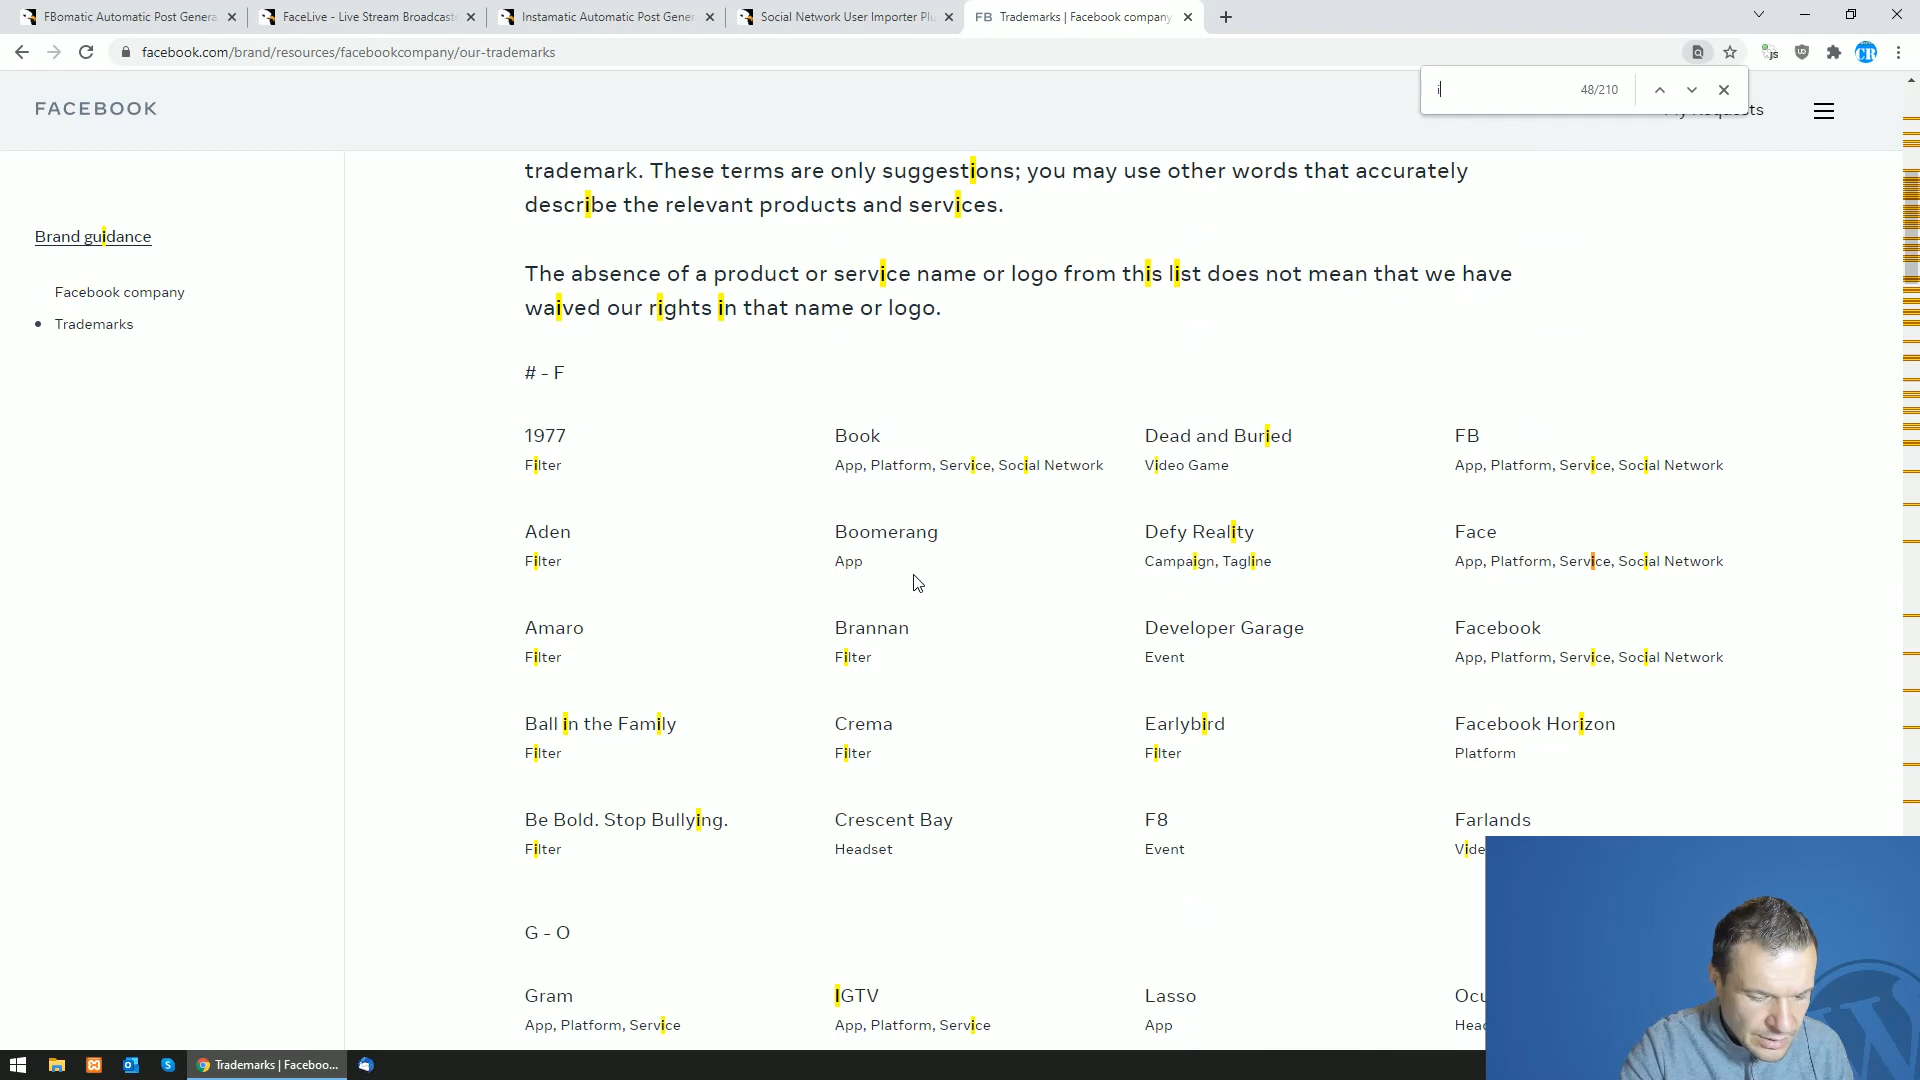 FBomatic Automatic Post Genera
FaceLive - Live Stream Broadcast
Instamatic Automatic Post Gener
Social Network User Importer Plu
FB Trademarks | Facebook company
facebook.com/brand/resources/facebookcompany/our-trademarks
i
48/210
FACEBOOK
My Requests
trademark. These terms are only suggestions; you may use other words that accurately
describe the relevant products and services.
Brand guidance
The absence of a product or service name or logo from this list does not mean that we have
waived our rights in that name or logo.
Facebook company
Trademarks
# - F
1977
Filter
Book
App, Platform, Service, Social Network
Dead and Buried
Video Game
FB
App, Platform, Service, Social Network
Aden
Filter
Boomerang
App
Defy Reality
Campaign, Tagline
Face
App, Platform, Service, Social Network
Amaro
Filter
Brannan
Filter
Developer Garage
Event
Facebook
App, Platform, Service, Social Network
Ball in the Family
Filter
Crema
Filter
Earlybird
Filter
Facebook Horizon
Platform
Be Bold. Stop Bullying.
Filter
Crescent Bay
Headset
F8
Event
Farlands
Vide
G - O
Gram
App, Platform, Service
IGTV
App, Platform, Service
Lasso
App
Ocu
Head
Trademarks | Faceboo...